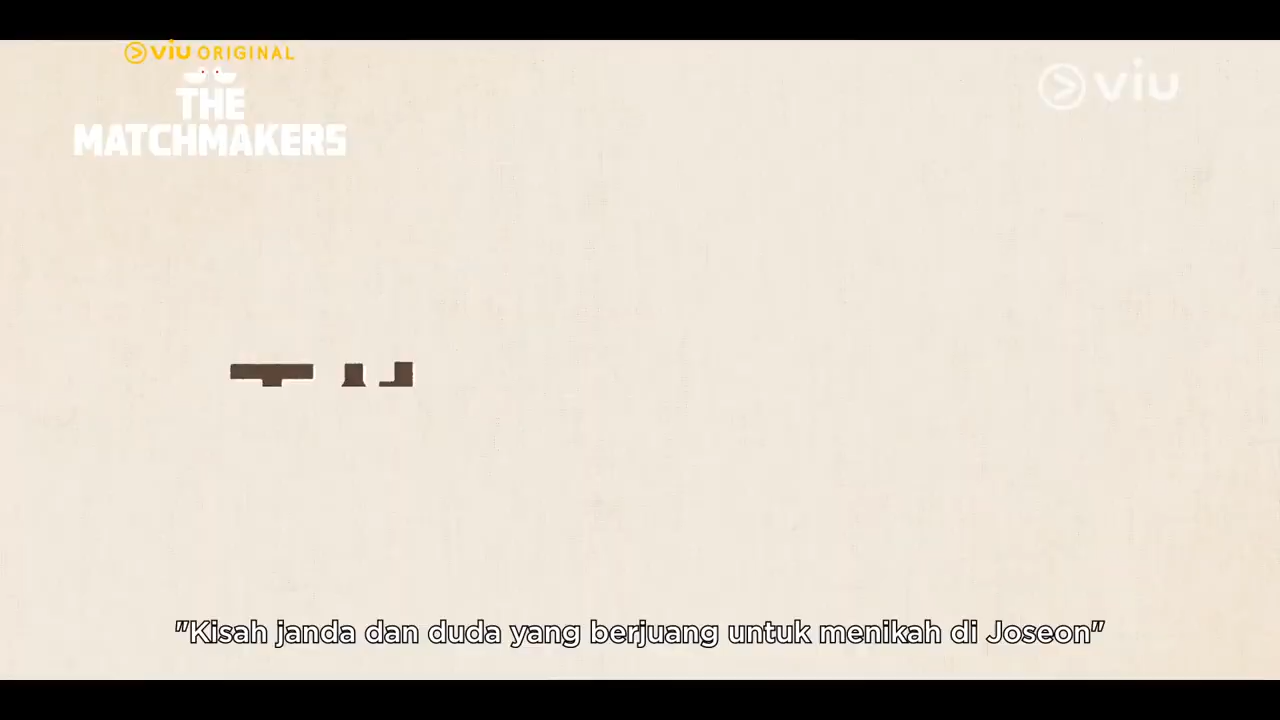 viu ORIGINAL
viu
THE
MATCHMAKERS
"Kisah janda dan duda yang berjuang untuk menikah di Joseon"